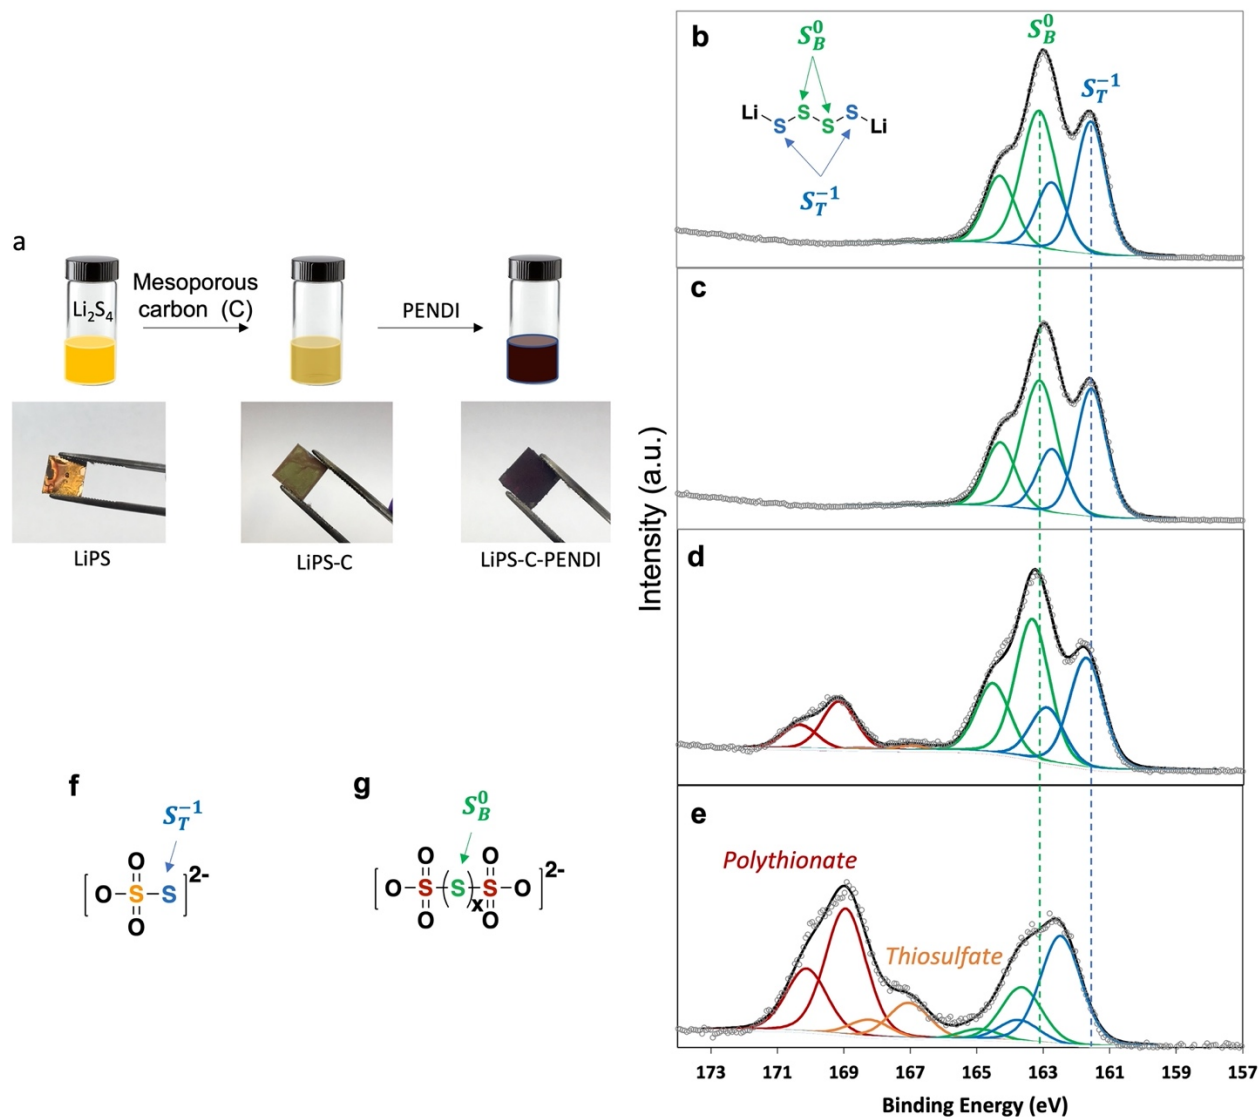 a
Li₂S₄
Mesoporous
carbon (C)
PENDI
LiPS
LiPS-C
LiPS-C-PENDI
f
S_T^-1
[O-S-S]2-
O
O
g
S_B^0
O O
[O-S-(S)x-S-O]2-
O O
Intensity (a.u.)
b
S_B^0
S_B^0
S_T^-1
Li S S S S Li
S_T^-1
c
d
e
Polythionate
Thiosulfate
173 171 169 167 165 163 161 159 157
Binding Energy (eV)